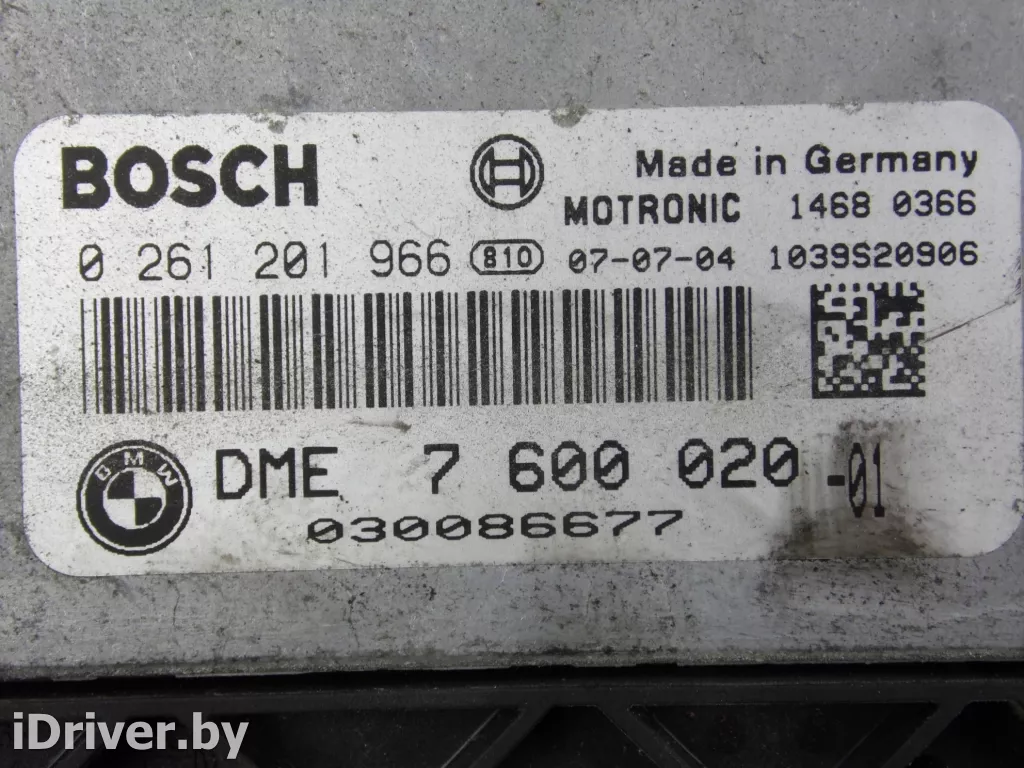 BOSCH
Made in Germany
MOTRONIC 1468 0366
0 261 201 966 810 07-07-04 1039S20906
BMW
DME 7 600 020 -01
030086677
iDriver.by